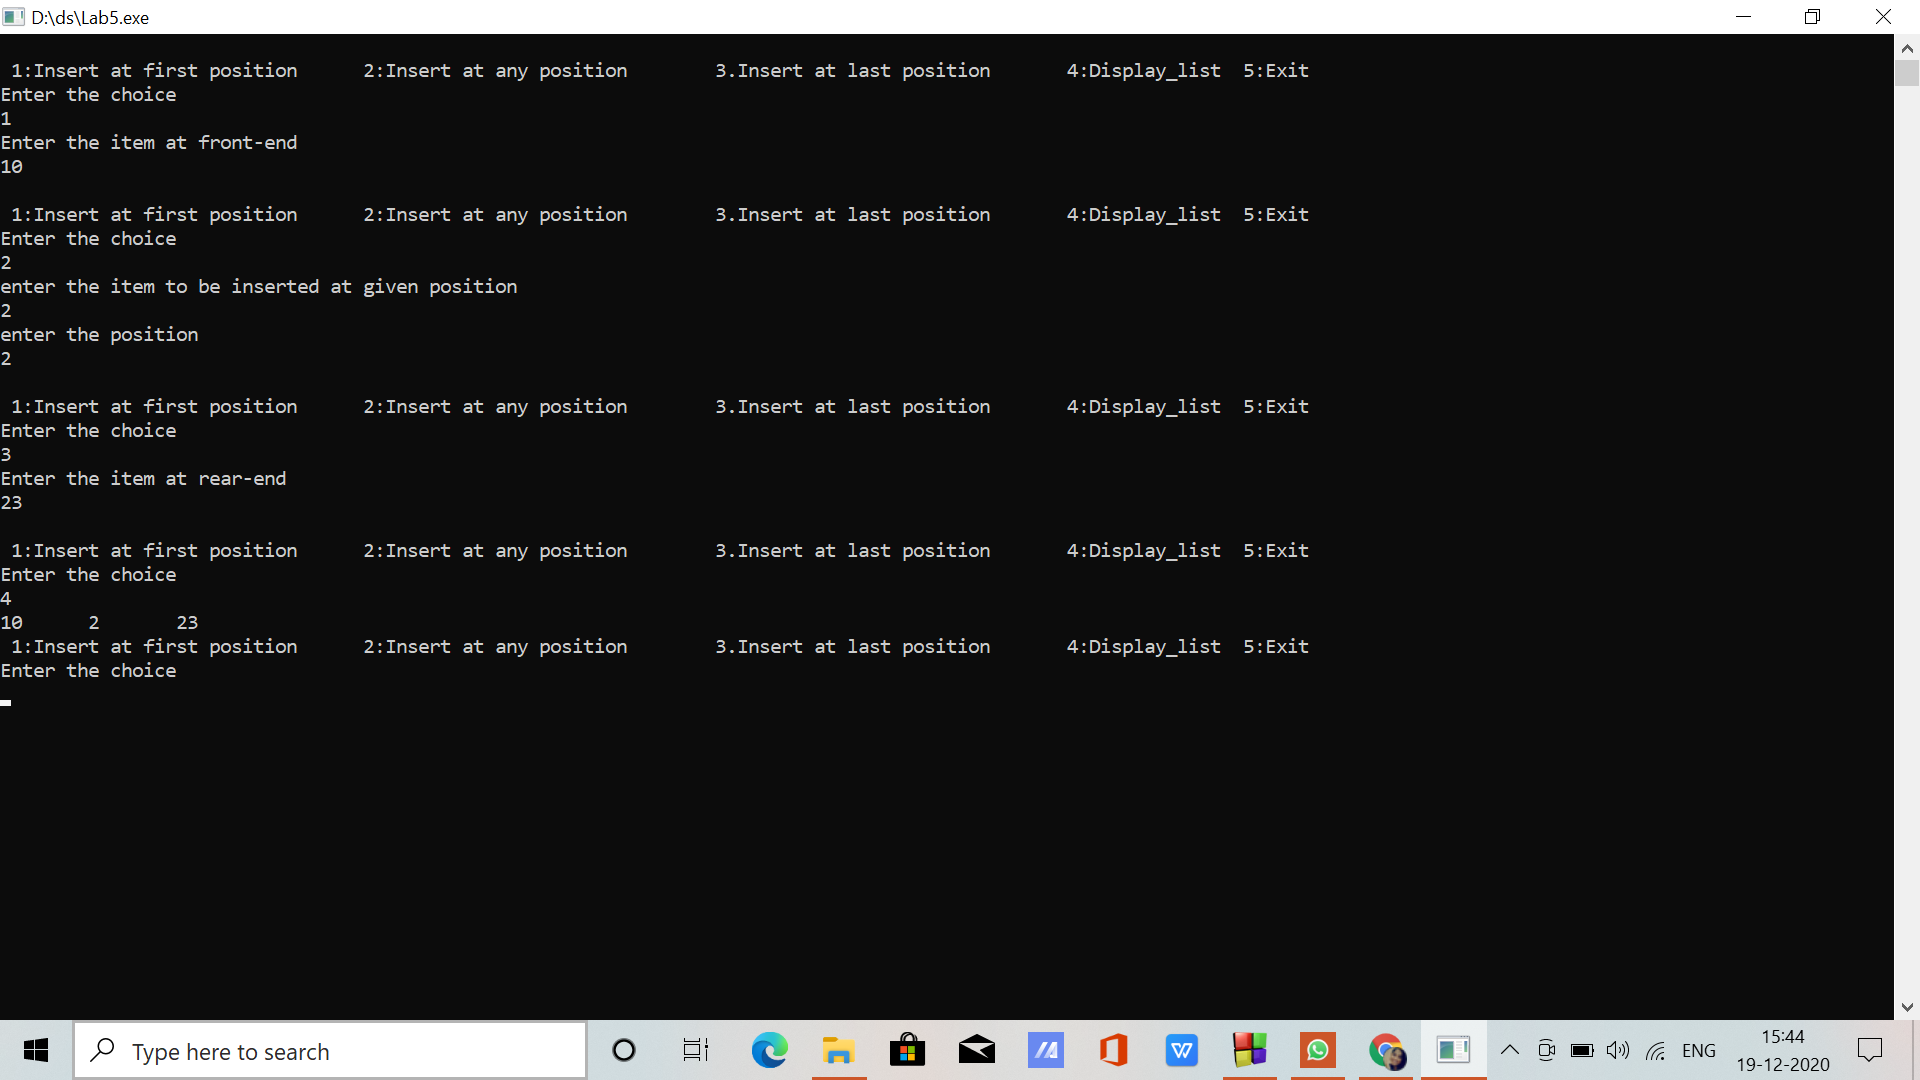 D:\ds\Lab5.exe
1:Insert at first position 2:Insert at any position 3.Insert at last position 4:Display_list 5:Exit
Enter the choice
1
Enter the item at front-end
10
1:Insert at first position 2:Insert at any position 3.Insert at last position 4:Display_list 5:Exit
Enter the choice
2
enter the item to be inserted at given position
2
enter the position
2
1:Insert at first position 2:Insert at any position 3.Insert at last position 4:Display_list 5:Exit
Enter the choice
3
Enter the item at rear-end
23
1:Insert at first position 2:Insert at any position 3.Insert at last position 4:Display_list 5:Exit
Enter the choice
4
10 2 23
1:Insert at first position 2:Insert at any position 3.Insert at last position 4:Display_list 5:Exit
Enter the choice
Type here to search
ENG
15:44
19-12-2020